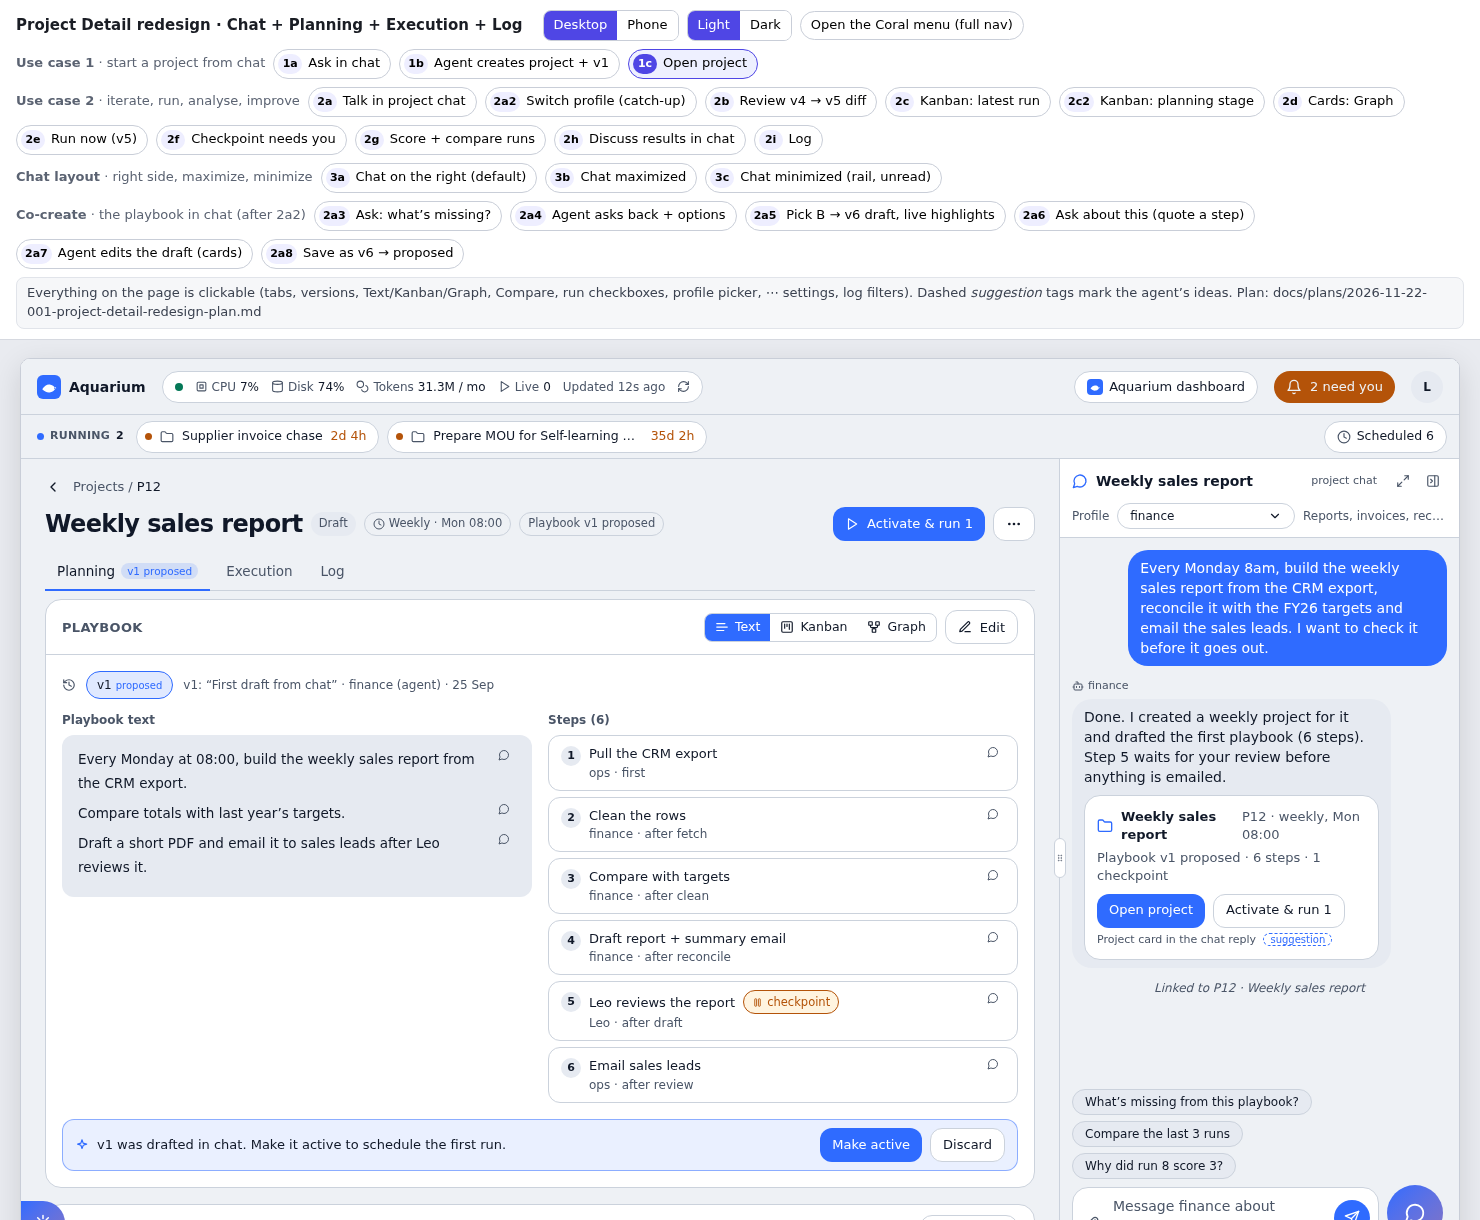 Project Detail redesign · Chat + Planning + Execution + Log
Desktop Phone Light Dark Open the Coral menu (full nav)
Use case 1 · start a project from chat 1a Ask in chat 1b Agent creates project + v1 1c Open project
Use case 2 · iterate, run, analyse, improve 2a Talk in project chat 2a2 Switch profile (catch-up) 2b Review v4 → v5 diff 2c Kanban: latest run 2c2 Kanban: planning stage 2d Cards: Graph
2e Run now (v5) 2f Checkpoint needs you 2g Score + compare runs 2h Discuss results in chat 2i Log
Chat layout · right side, maximize, minimize 3a Chat on the right (default) 3b Chat maximized 3c Chat minimized (rail, unread)
Co-create · the playbook in chat (after 2a2) 2a3 Ask: what’s missing? 2a4 Agent asks back + options 2a5 Pick B → v6 draft, live highlights 2a6 Ask about this (quote a step)
2a7 Agent edits the draft (cards) 2a8 Save as v6 → proposed
Everything on the page is clickable (tabs, versions, Text/Kanban/Graph, Compare, run checkboxes, profile picker, ··· settings, log filters). Dashed suggestion tags mark the agent’s ideas. Plan: docs/plans/2026-11-22-
001-project-detail-redesign-plan.md
Aquarium CPU 7% Disk 74% Tokens 31.3M / mo Live 0 Updated 12s ago Aquarium dashboard 2 need you L
RUNNING 2 Supplier invoice chase 2d 4h Prepare MOU for Self-learning ... 35d 2h Scheduled 6
Projects / P12
Weekly sales report Draft Weekly · Mon 08:00 Playbook v1 proposed Activate & run 1 ···
Planning v1 proposed Execution Log
PLAYBOOK Text Kanban Graph Edit
v1 proposed v1: “First draft from chat” · finance (agent) · 25 Sep
Playbook text
Every Monday at 08:00, build the weekly sales report from
the CRM export.
Compare totals with last year’s targets.
Draft a short PDF and email it to sales leads after Leo
reviews it.
Steps (6)
1 Pull the CRM export
ops · first
2 Clean the rows
finance · after fetch
3 Compare with targets
finance · after clean
4 Draft report + summary email
finance · after reconcile
5 Leo reviews the report checkpoint
Leo · after draft
6 Email sales leads
ops · after review
v1 was drafted in chat. Make it active to schedule the first run. Make active Discard
Weekly sales report project chat
Profile finance Reports, invoices, rec...
Every Monday 8am, build the weekly
sales report from the CRM export,
reconcile it with the FY26 targets and
email the sales leads. I want to check it
before it goes out.
finance
Done. I created a weekly project for it
and drafted the first playbook (6 steps).
Step 5 waits for your review before
anything is emailed.
Weekly sales report P12 · weekly, Mon 08:00
Playbook v1 proposed · 6 steps · 1
checkpoint
Open project Activate & run 1
Project card in the chat reply suggestion
Linked to P12 · Weekly sales report
What’s missing from this playbook?
Compare the last 3 runs
Why did run 8 score 3?
Message finance about